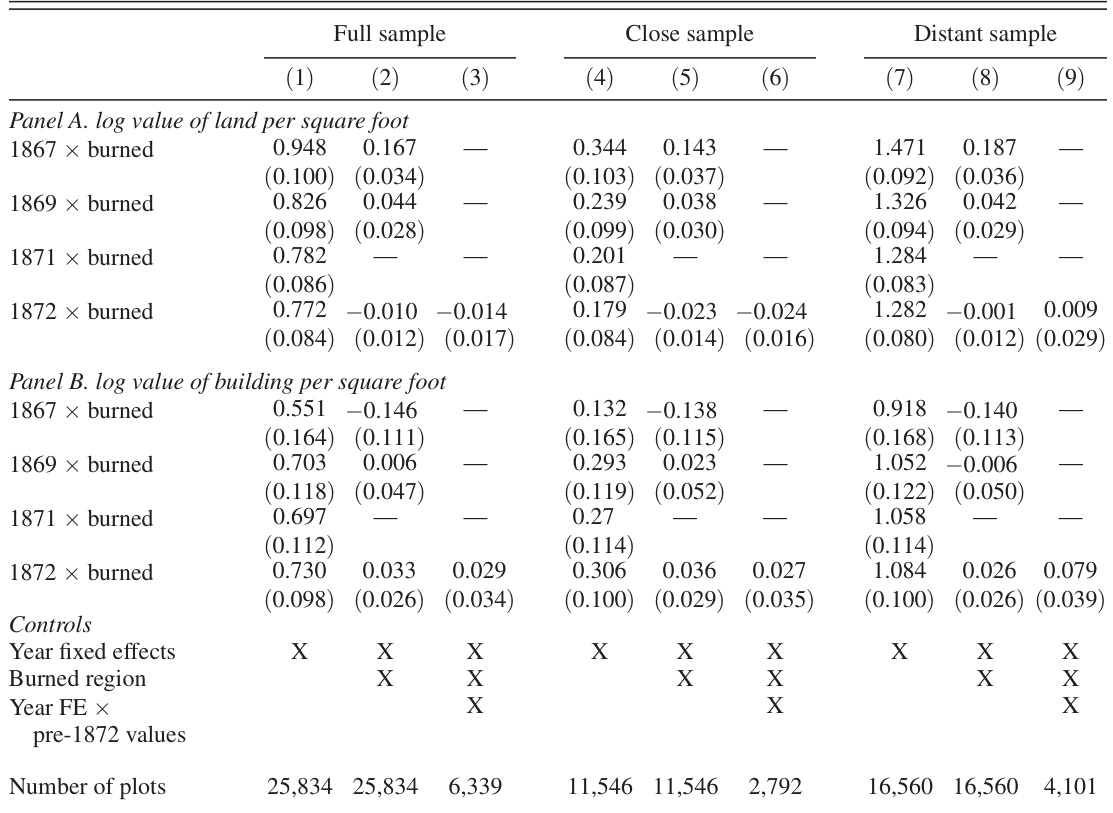 Full sample Close sample Distant sample
(1) (2) (3) (4) (5) (6) (7) (8) (9)
Panel A. log value of land per square foot
1867 × burned 0.948 0.167 — 0.344 0.143 — 1.471 0.187 —
(0.100) (0.034) (0.103) (0.037) (0.092) (0.036)
1869 × burned 0.826 0.044 — 0.239 0.038 — 1.326 0.042 —
(0.098) (0.028) (0.099) (0.030) (0.094) (0.029)
1871 × burned 0.782 — — 0.201 — — 1.284 — —
(0.086) (0.087) (0.083)
1872 × burned 0.772 −0.010 −0.014 0.179 −0.023 −0.024 1.282 −0.001 0.009
(0.084) (0.012) (0.017) (0.084) (0.014) (0.016) (0.080) (0.012) (0.029)
Panel B. log value of building per square foot
1867 × burned 0.551 −0.146 — 0.132 −0.138 — 0.918 −0.140 —
(0.164) (0.111) (0.165) (0.115) (0.168) (0.113)
1869 × burned 0.703 0.006 — 0.293 0.023 — 1.052 −0.006 —
(0.118) (0.047) (0.119) (0.052) (0.122) (0.050)
1871 × burned 0.697 — — 0.27 — — 1.058 — —
(0.112) (0.114) (0.114)
1872 × burned 0.730 0.033 0.029 0.306 0.036 0.027 1.084 0.026 0.079
(0.098) (0.026) (0.034) (0.100) (0.029) (0.035) (0.100) (0.026) (0.039)
Controls
Year fixed effects X X X X X X X X X
Burned region X X X X X X
Year FE × X X X
pre-1872 values
Number of plots 25,834 25,834 6,339 11,546 11,546 2,792 16,560 16,560 4,101